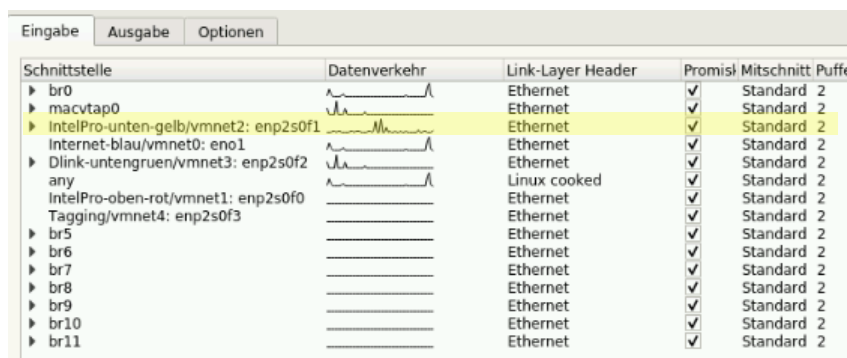 Eingabe Ausgabe Optionen
Schnittstelle Datenverkehr Link-Layer Header Promisk Mitschnitt Puffe
br0 Ethernet Standard 2
macvtap0 Ethernet Standard 2
IntelPro-unten-gelb/vmnet2: enp2s0f1 Ethernet Standard 2
Internet-blau/vmnet0: eno1 Ethernet Standard 2
Dlink-untengruen/vmnet3: enp2s0f2 Ethernet Standard 2
any Linux cooked Standard 2
IntelPro-oben-rot/vmnet1: enp2s0f0 Ethernet Standard 2
Tagging/vmnet4: enp2s0f3 Ethernet Standard 2
br5 Ethernet Standard 2
br6 Ethernet Standard 2
br7 Ethernet Standard 2
br8 Ethernet Standard 2
br9 Ethernet Standard 2
br10 Ethernet Standard 2
br11 Ethernet Standard 2